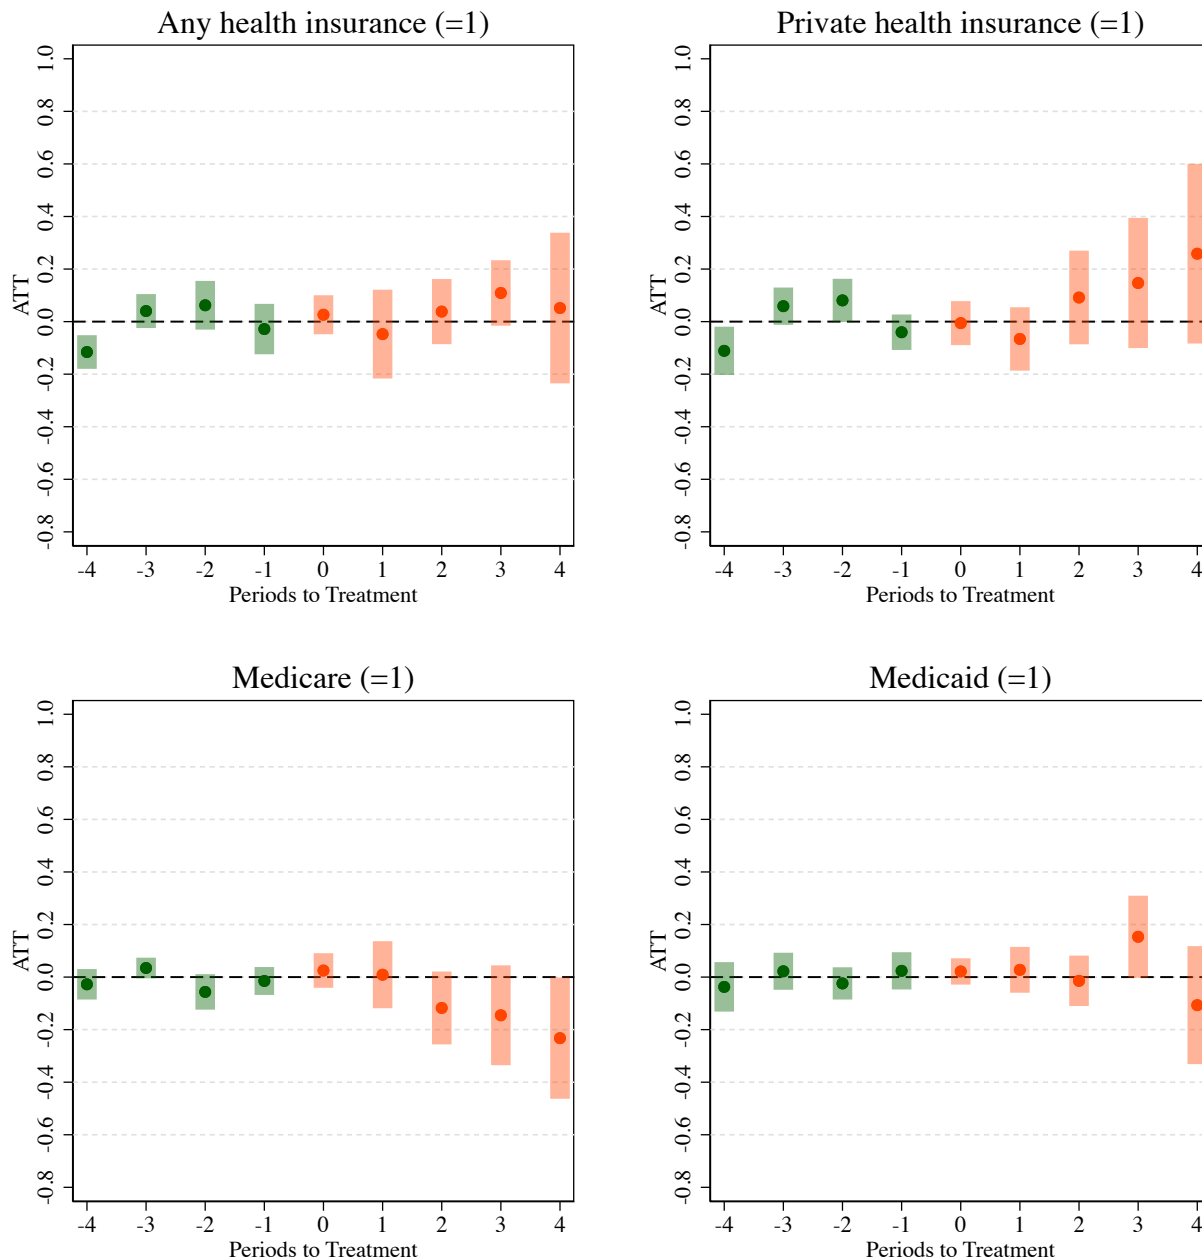 Any health insurance (=1)
ATT
1.0
0.8
0.6
0.4
0.2
0.0
-0.2
-0.4
-0.6
-0.8
-4 -3 -2 -1 0 1 2 3 4
Periods to Treatment
Private health insurance (=1)
ATT
1.0
0.8
0.6
0.4
0.2
0.0
-0.2
-0.4
-0.6
-0.8
-4 -3 -2 -1 0 1 2 3 4
Periods to Treatment
Medicare (=1)
ATT
1.0
0.8
0.6
0.4
0.2
0.0
-0.2
-0.4
-0.6
-0.8
-4 -3 -2 -1 0 1 2 3 4
Periods to Treatment
Medicaid (=1)
ATT
1.0
0.8
0.6
0.4
0.2
0.0
-0.2
-0.4
-0.6
-0.8
-4 -3 -2 -1 0 1 2 3 4
Periods to Treatment